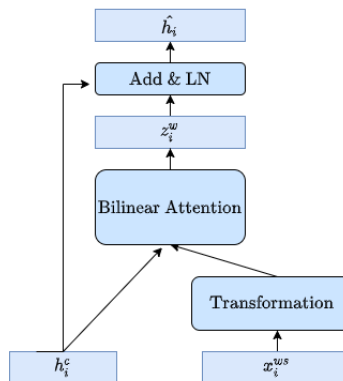 ĥ_i
Add & LN
z_i^w
Bilinear Attention
Transformation
h_i^c
x_i^{ws}